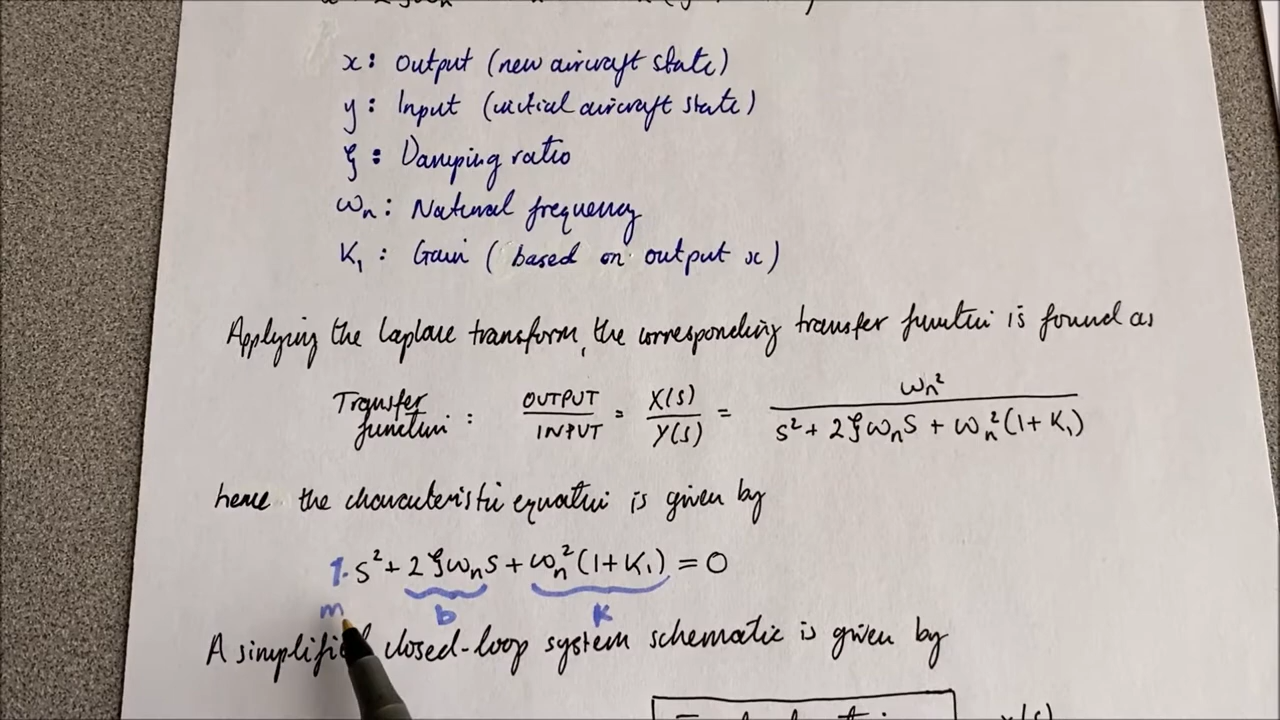 x : Output (new aircraft state)
y : Input (initial aircraft state)
ζ : Damping ratio
ωn : Natural frequency
K1 : Gain ( based on output x )
Applying the Laplace transform, the corresponding transfer function is found as
Transfer function : OUTPUT / INPUT = X(s) / Y(s) = ωn² / s² + 2ζωns + ωn²(1+K1)
hence the characteristic equation is given by
1. s² + 2ζωns + ωn²(1+K1) = 0
m b k
A simplified closed-loop system schematic is given by